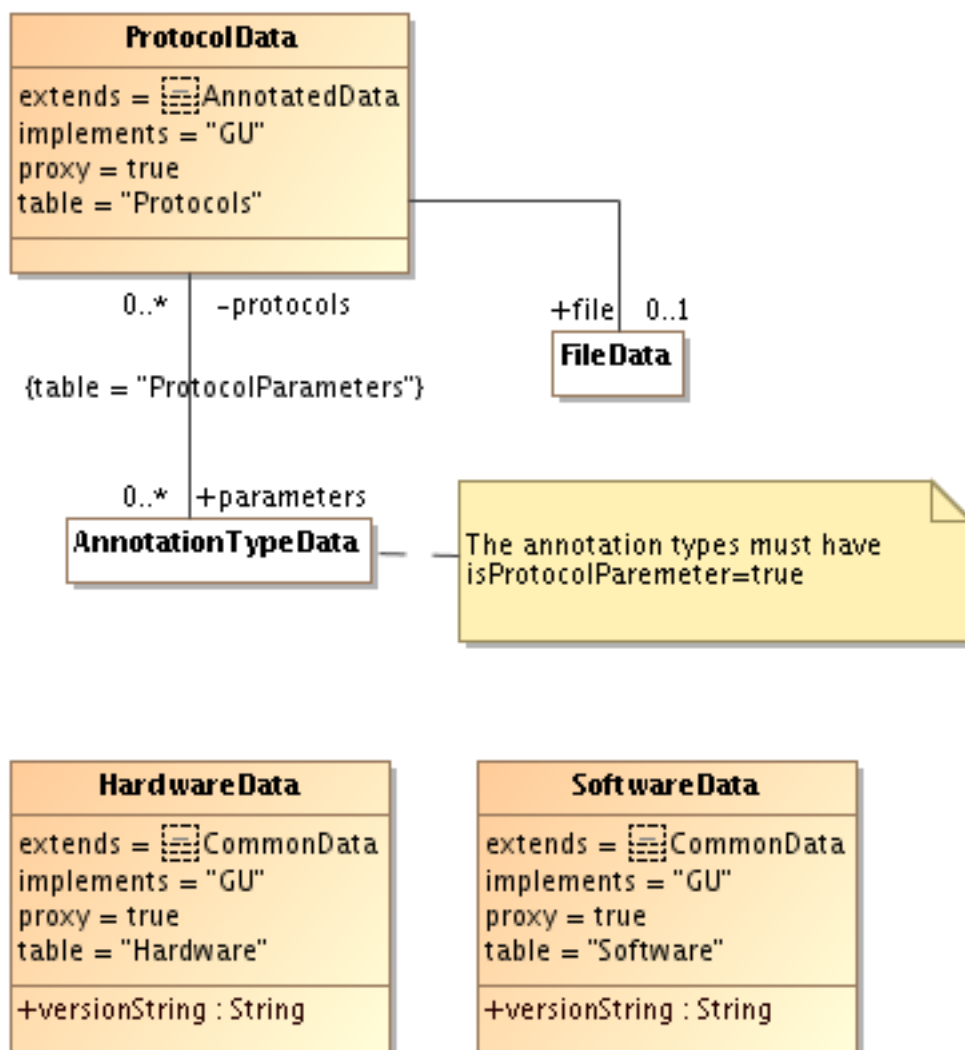 ProtocolData
extends = AnnotatedData
implements = "GU"
proxy = true
table = "Protocols"
0..* -protocols
+file 0..1
FileData
{table = "ProtocolParameters"}
0..* +parameters
AnnotationTypeData
The annotation types must have
isProtocolParemeter=true
HardwareData
extends = CommonData
implements = "GU"
proxy = true
table = "Hardware"
+versionString : String
SoftwareData
extends = CommonData
implements = "GU"
proxy = true
table = "Software"
+versionString : String